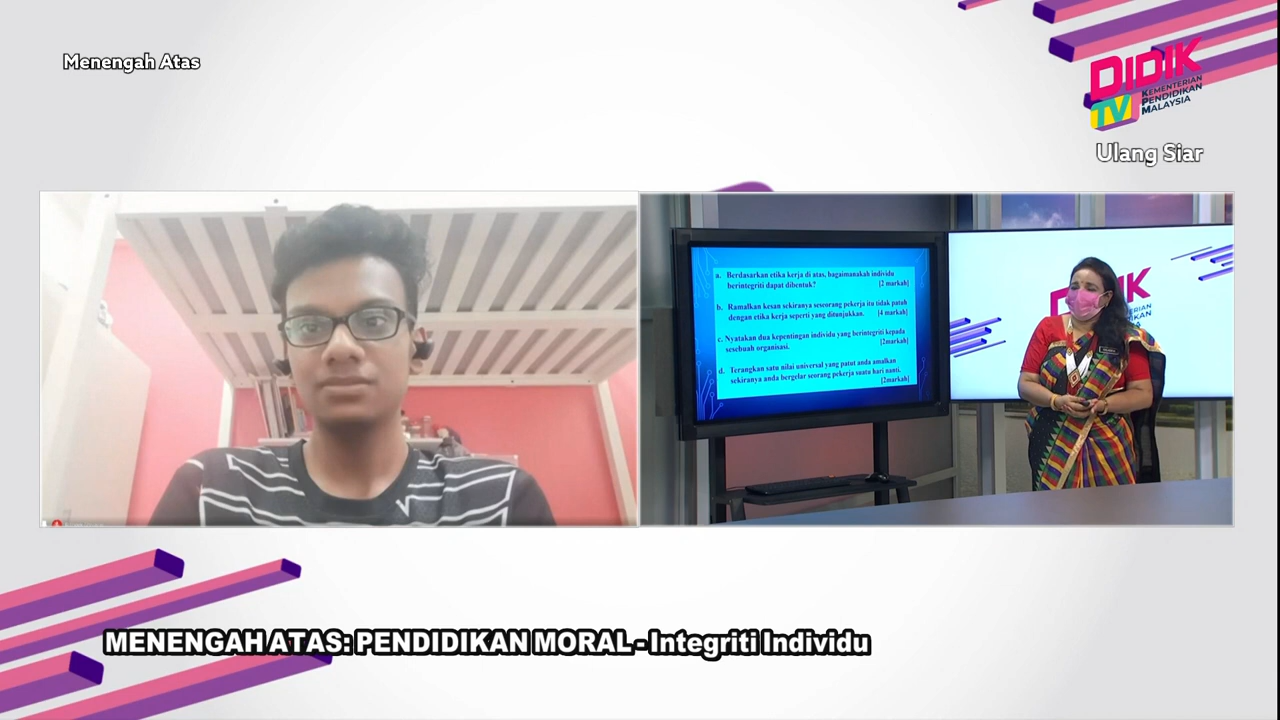 Menengah Atas
DIDIK
TV
KEMENTERIAN
PENDIDIKAN
MALAYSIA
Ulang Siar
a. Berdasarkan etika kerja di atas, bagaimanakah individu
berintegriti dapat dibentuk? [2 markah]
b. Ramalkan kesan sekiranya seseorang pekerja itu tidak patuh
dengan etika kerja seperti yang ditunjukkan. [4 markah]
c. Nyatakan dua kepentingan individu yang berintegriti kepada
sesebuah organisasi. [2markah]
d. Terangkan satu nilai universal yang patut anda amalkan
sekiranya anda bergelar seorang pekerja suatu hari nanti.
[2markah]
MENENGAH ATAS: PENDIDIKAN MORAL - Integriti Individu